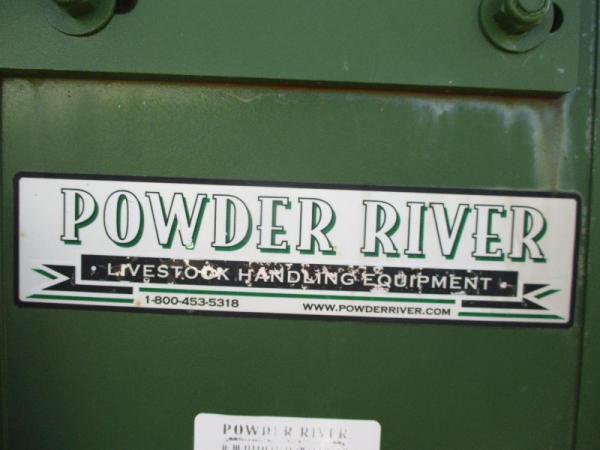 POWDER RIVER
LIVESTOCK HANDLING EQUIPMENT
1-800-453-5318 WWW.POWDERRIVER.COM
POWDER RIVER